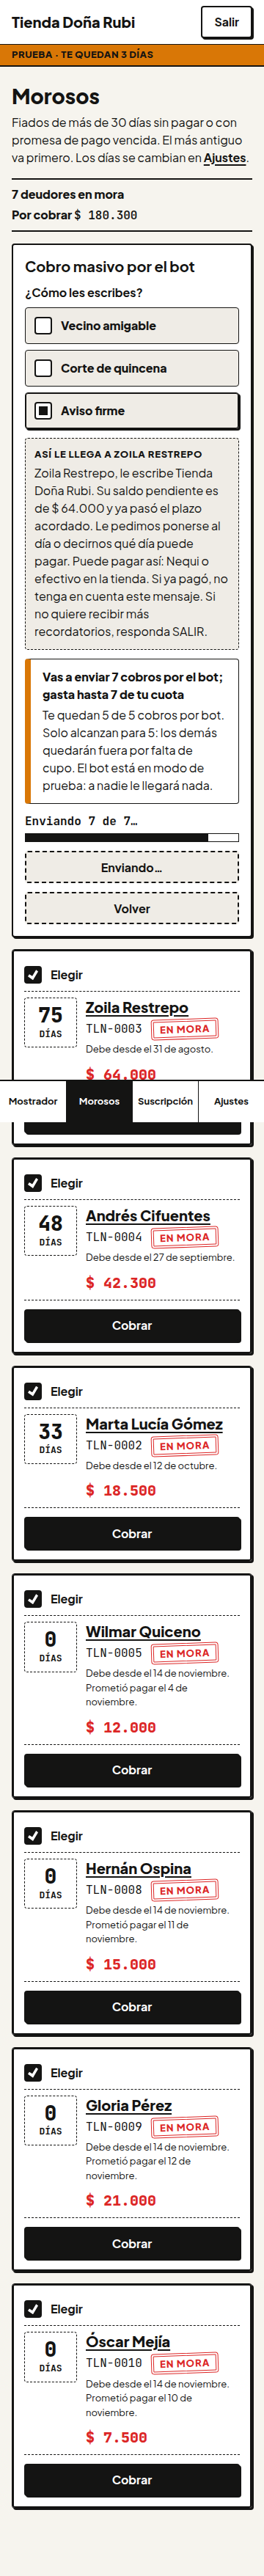 Tienda Doña Rubi
Salir
PRUEBA · TE QUEDAN 3 DÍAS
Morosos
Fiados de más de 30 días sin pagar o con
promesa de pago vencida. El más antiguo
va primero. Los días se cambian en Ajustes.
7 deudores en mora
Por cobrar $ 180.300
Cobro masivo por el bot
¿Cómo les escribes?
Vecino amigable
Corte de quincena
Aviso firme
ASÍ LE LLEGA A ZOILA RESTREPO
Zoila Restrepo, le escribe Tienda
Doña Rubi. Su saldo pendiente es
de $ 64.000 y ya pasó el plazo
acordado. Le pedimos ponerse al
día o decirnos qué día puede
pagar. Puede pagar así: Nequi o
efectivo en la tienda. Si ya pagó, no
tenga en cuenta este mensaje. Si
no quiere recibir más
recordatorios, responda SALIR.
Vas a enviar 7 cobros por el bot;
gasta hasta 7 de tu cuota
Te quedan 5 de 5 cobros por bot.
Solo alcanzan para 5: los demás
quedarán fuera por falta de
cupo. El bot está en modo de
prueba: a nadie le llegará nada.
Enviando 7 de 7…
Enviando…
Volver
Elegir
75
DÍAS
Zoila Restrepo
TLN-0003 EN MORA
Debe desde el 31 de agosto.
$ 64.000
Mostrador
Morosos
Suscripción
Ajustes
Elegir
48
DÍAS
Andrés Cifuentes
TLN-0004 EN MORA
Debe desde el 27 de septiembre.
$ 42.300
Cobrar
Elegir
33
DÍAS
Marta Lucía Gómez
TLN-0002 EN MORA
Debe desde el 12 de octubre.
$ 18.500
Cobrar
Elegir
0
DÍAS
Wilmar Quiceno
TLN-0005 EN MORA
Debe desde el 14 de noviembre.
Prometió pagar el 4 de
noviembre.
$ 12.000
Cobrar
Elegir
0
DÍAS
Hernán Ospina
TLN-0008 EN MORA
Debe desde el 14 de noviembre.
Prometió pagar el 11 de
noviembre.
$ 15.000
Cobrar
Elegir
0
DÍAS
Gloria Pérez
TLN-0009 EN MORA
Debe desde el 14 de noviembre.
Prometió pagar el 12 de
noviembre.
$ 21.000
Cobrar
Elegir
0
DÍAS
Óscar Mejía
TLN-0010 EN MORA
Debe desde el 14 de noviembre.
Prometió pagar el 10 de
noviembre.
$ 7.500
Cobrar